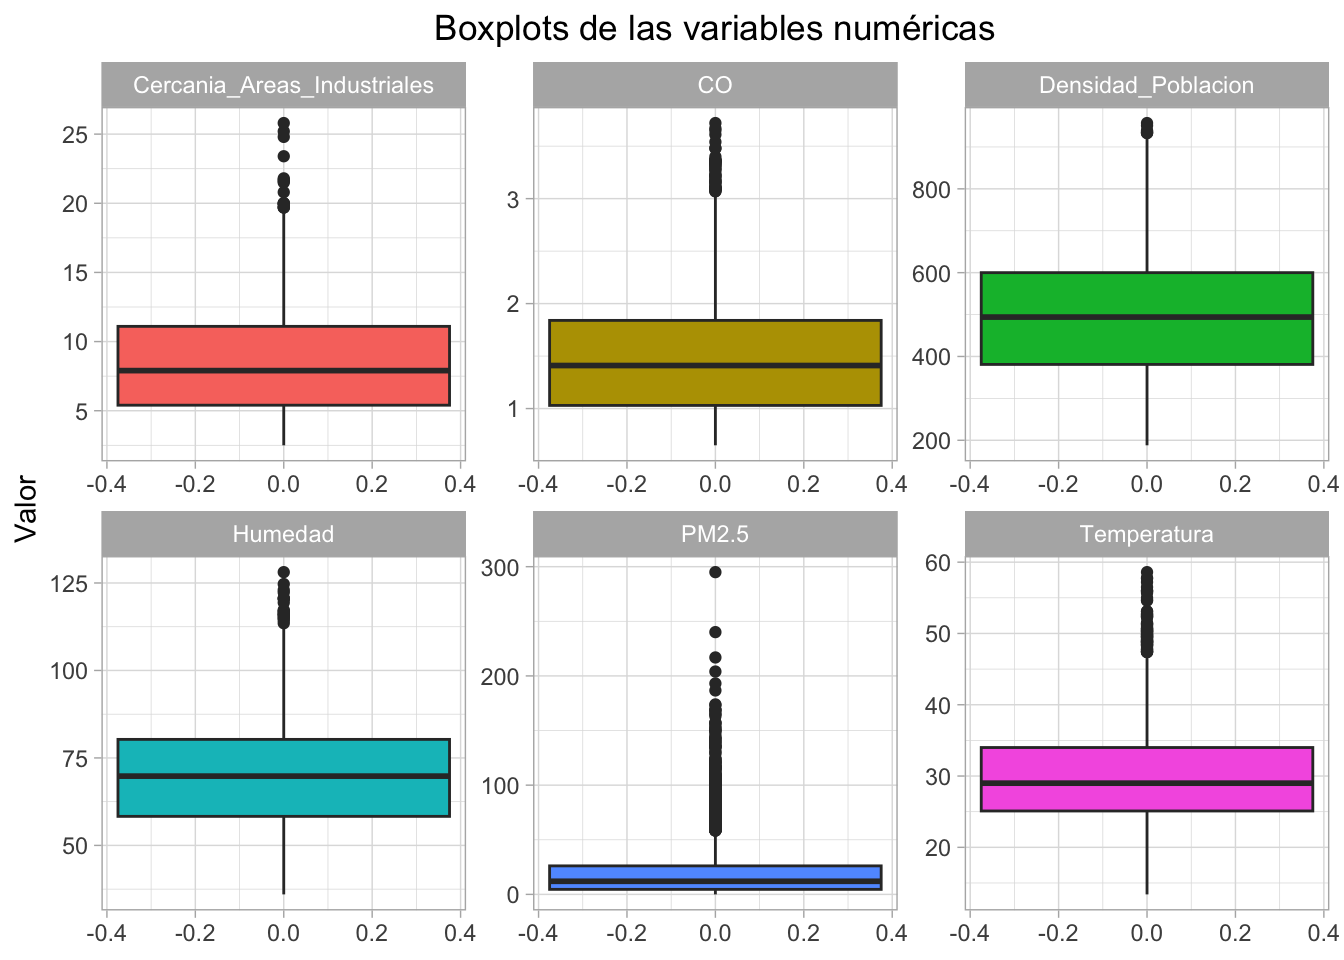 Boxplots de las variables numéricas
Cercania_Areas_Industriales
CO
Densidad_Poblacion
25
20
15
10
5
3
2
1
800
600
400
200
-0.4 -0.2 0.0 0.2 0.4
-0.4 -0.2 0.0 0.2 0.4
-0.4 -0.2 0.0 0.2 0.4
Valor
Humedad
PM2.5
Temperatura
125
100
75
50
300
200
100
0
60
50
40
30
20
-0.4 -0.2 0.0 0.2 0.4
-0.4 -0.2 0.0 0.2 0.4
-0.4 -0.2 0.0 0.2 0.4